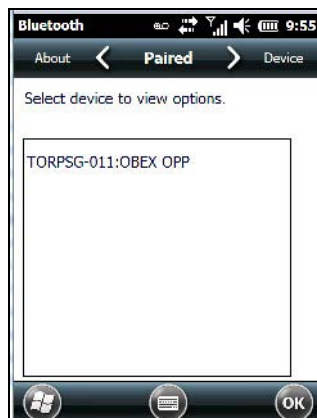 Bluetooth 9:55
About Paired Device
Select device to view options.
TORPSG-011:OBEX OPP
OK